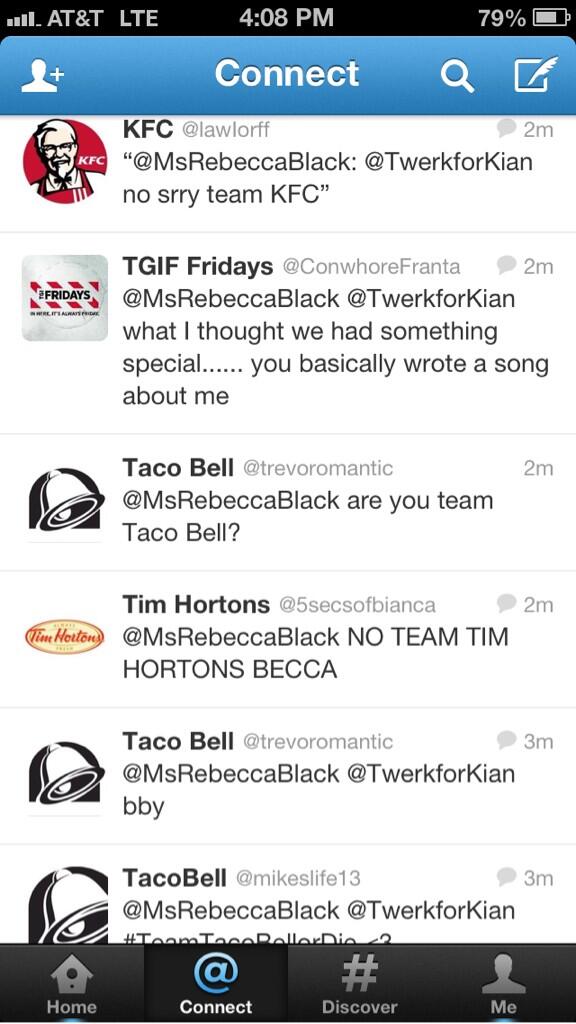 AT&T LTE 4:08 PM 79%
Connect
KFC @lawlorff 2m
KFC
“@MsRebeccaBlack: @TwerkforKian
no srry team KFC”
TGIF Fridays @ConwhoreFranta 2m
FRIDAYS
IN HERE, IT'S ALWAYS FRIDAY.
@MsRebeccaBlack @TwerkforKian
what I thought we had something
special...... you basically wrote a song
about me
Taco Bell @trevoromantic 2m
@MsRebeccaBlack are you team
Taco Bell?
Tim Hortons @5secsofbianca 2m
Tim Hortons
@MsRebeccaBlack NO TEAM TIM
HORTONS BECCA
Taco Bell @trevoromantic 3m
@MsRebeccaBlack @TwerkforKian
bby
TacoBell @mikeslife13 3m
@MsRebeccaBlack @TwerkforKian
#TeamTacoBellorDie <3
Home Connect Discover Me